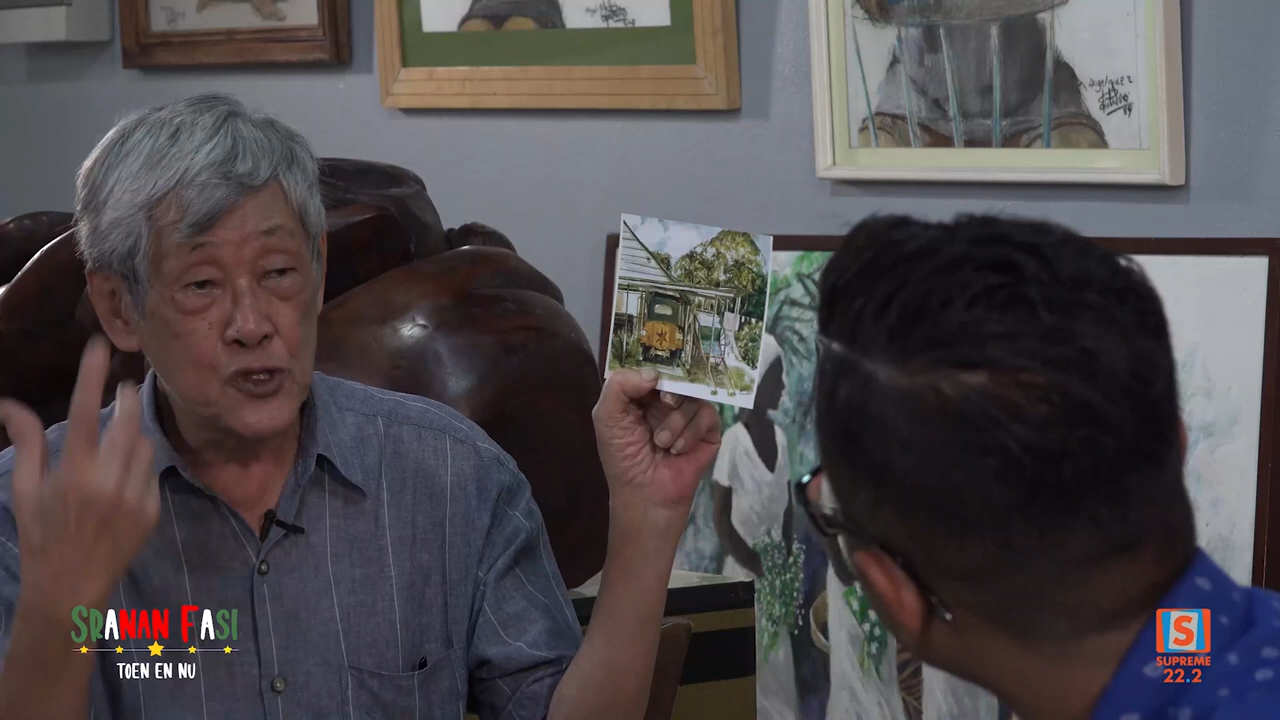 SRANAN FASI
TOEN EN NU
S
SUPREME
22.2